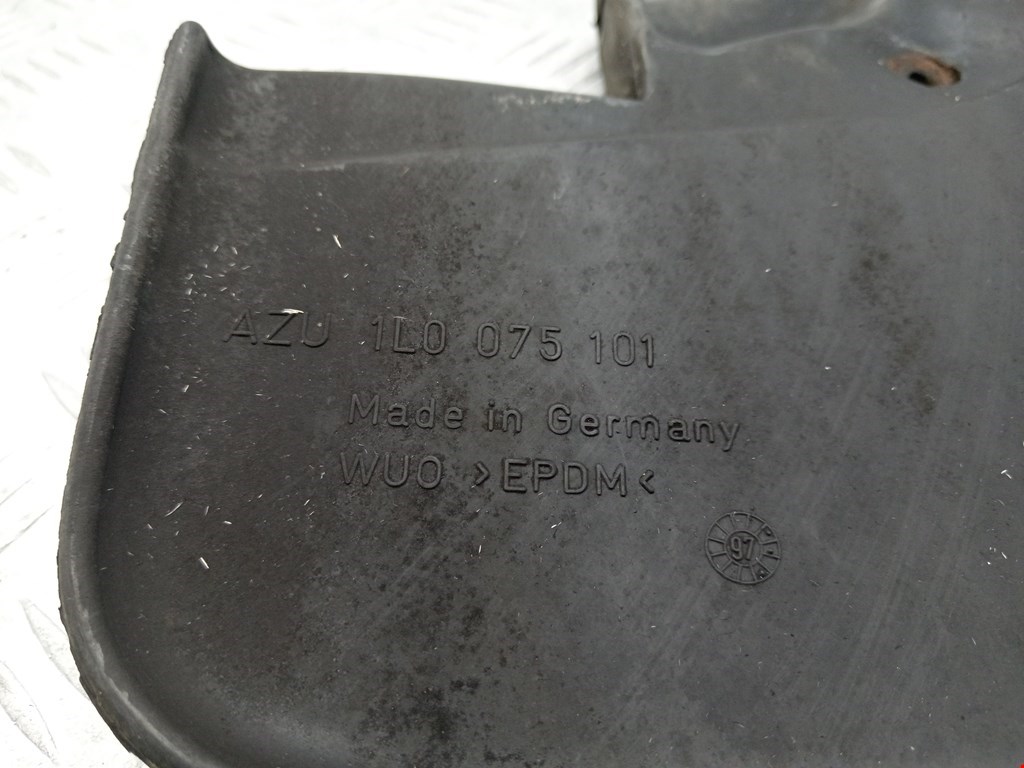 AZU 1L0 075 101
Made in Germany
WUO >EPDM<
97